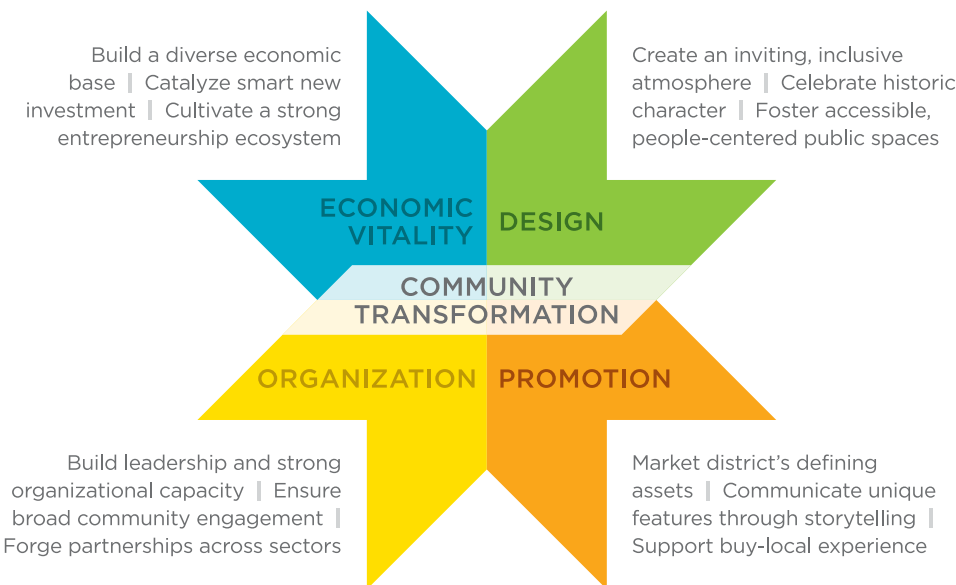 Build a diverse economic
base | Catalyze smart new
investment | Cultivate a strong
entrepreneurship ecosystem
Create an inviting, inclusive
atmosphere | Celebrate historic
character | Foster accessible,
people-centered public spaces
ECONOMIC
VITALITY
DESIGN
COMMUNITY
TRANSFORMATION
ORGANIZATION
PROMOTION
Build leadership and strong
organizational capacity | Ensure
broad community engagement |
Forge partnerships across sectors
Market district’s defining
assets | Communicate unique
features through storytelling |
Support buy-local experience